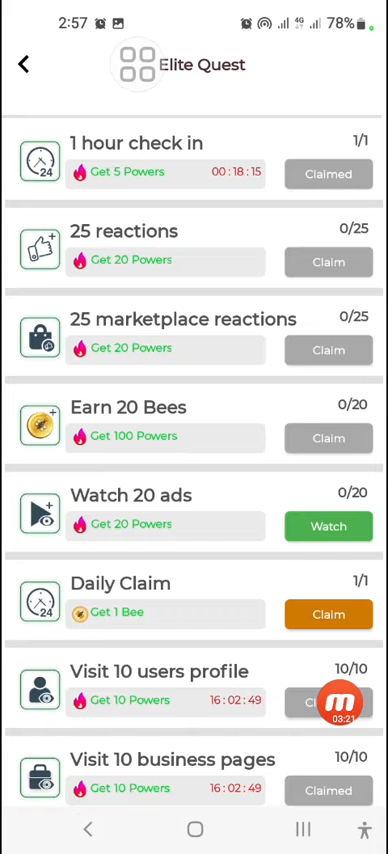 2:57 4G 78%
Elite Quest
1 hour check in 1/1
Get 5 Powers 00:18:15 Claimed
25 reactions 0/25
Get 20 Powers Claim
25 marketplace reactions 0/25
Get 20 Powers Claim
Earn 20 Bees 0/20
Get 100 Powers Claim
Watch 20 ads 0/20
Get 20 Powers Watch
Daily Claim 1/1
24 Get 1 Bee Claim
Visit 10 users profile 10/10
Get 10 Powers 16:02:49
03:21
Visit 10 business pages 10/10
Get 10 Powers 16:02:49 Claimed